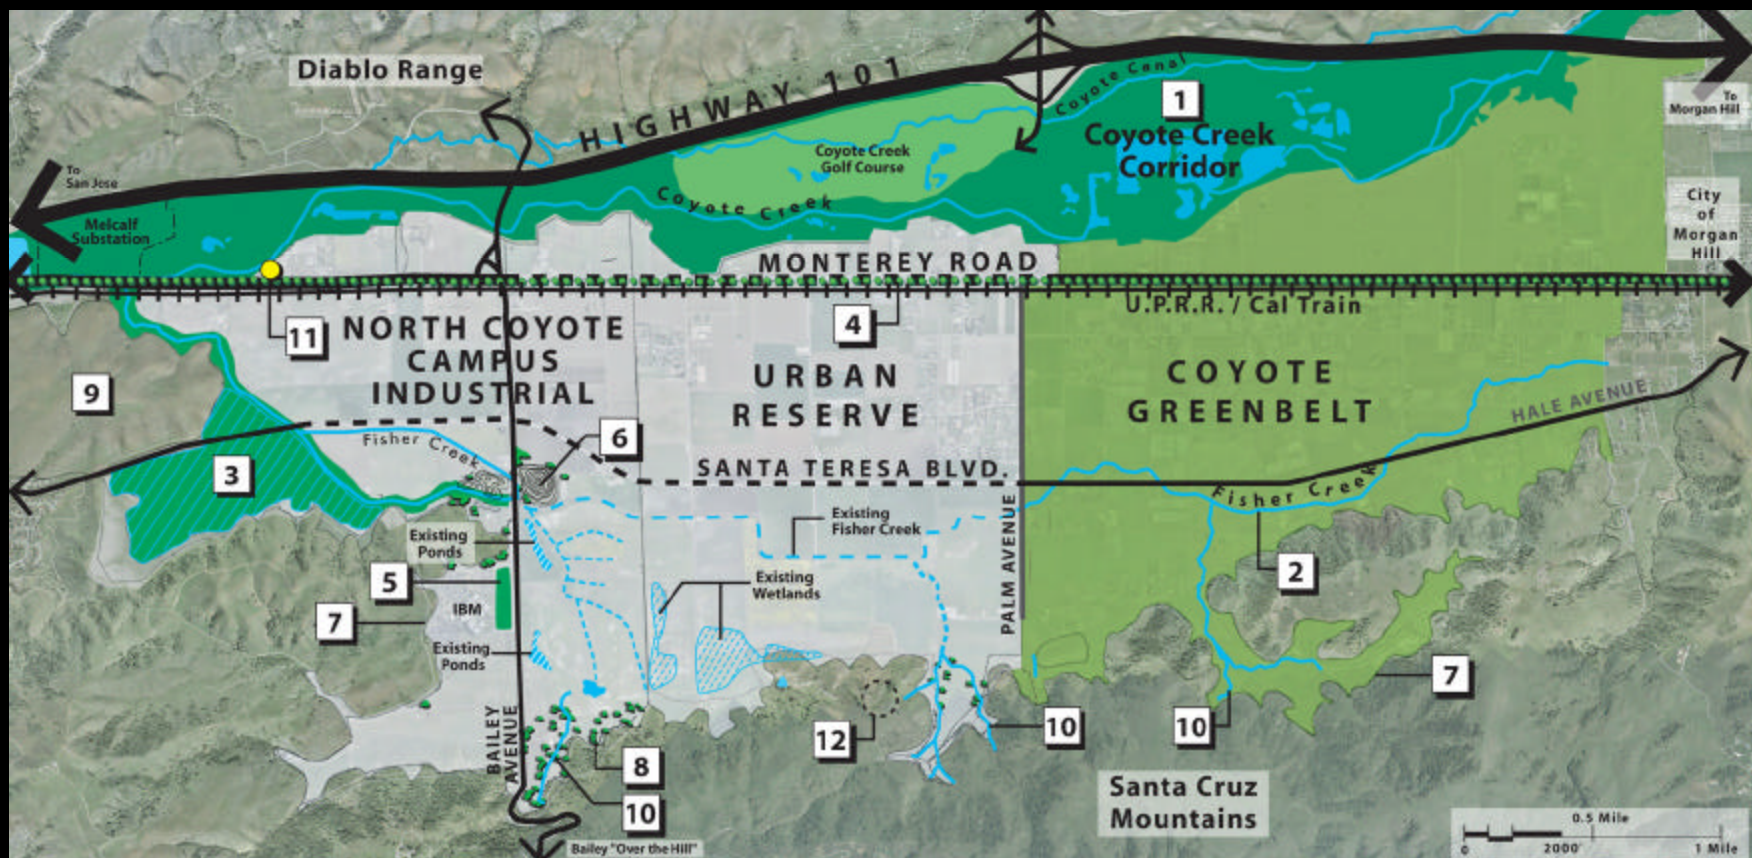 Diablo Range
HIGHWAY 101
Coyote Canal
1
To
Morgan Hill
Coyote Creek
Corridor
Coyote Creek
Golf Course
To
San Jose
Coyote Creek
Melcalf
Substation
City
of
Morgan
Hill
MONTEREY ROAD
U.P.R.R. / Cal Train
11
NORTH COYOTE
CAMPUS
INDUSTRIAL
4
URBAN
RESERVE
COYOTE
GREENBELT
9
HALE AVENUE
Fisher Creek
6
3
SANTA TERESA BLVD.
Fisher Creek
Existing
Ponds
Existing
Fisher Creek
PALM AVENUE
5
IBM
Existing
Wetlands
2
7
Existing
Ponds
7
BAILEY
AVENUE
12
10
10
8
10
Santa Cruz
Mountains
Bailey "Over the Hill"
0.5 Mile
0
2000'
1 Mile